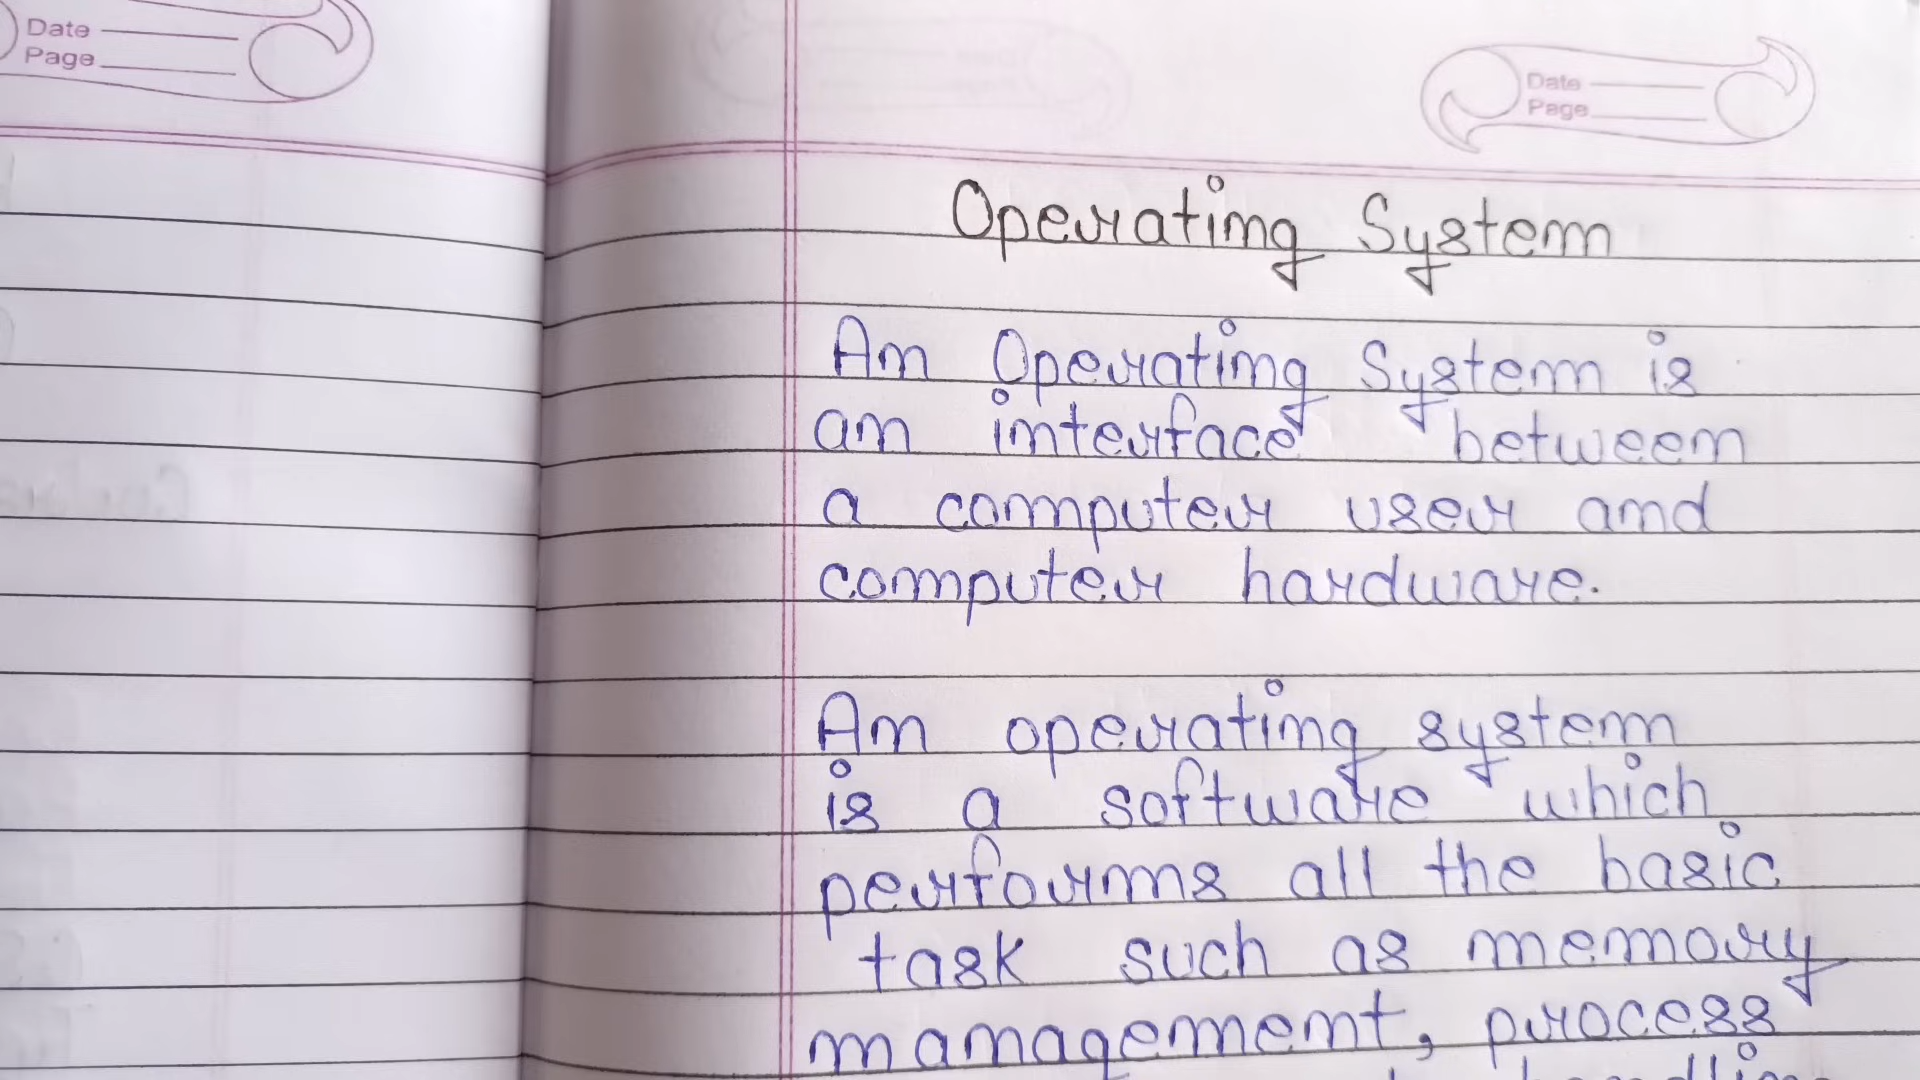 Date
Page
Date
Page
Operating System
An Operating System is
an interface between
a computer user and
computer hardware.
An operating system
is a software which
performs all the basic
task such as memory
management, process